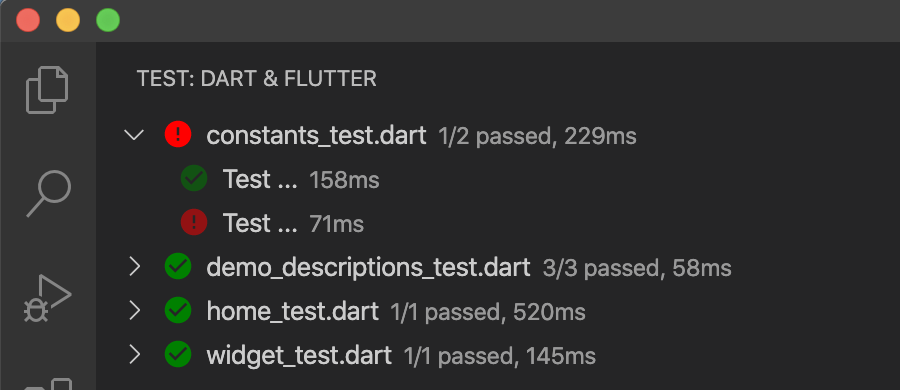 TEST: DART & FLUTTER
constants_test.dart 1/2 passed, 229ms
Test ... 158ms
Test ... 71ms
demo_descriptions_test.dart 3/3 passed, 58ms
home_test.dart 1/1 passed, 520ms
widget_test.dart 1/1 passed, 145ms